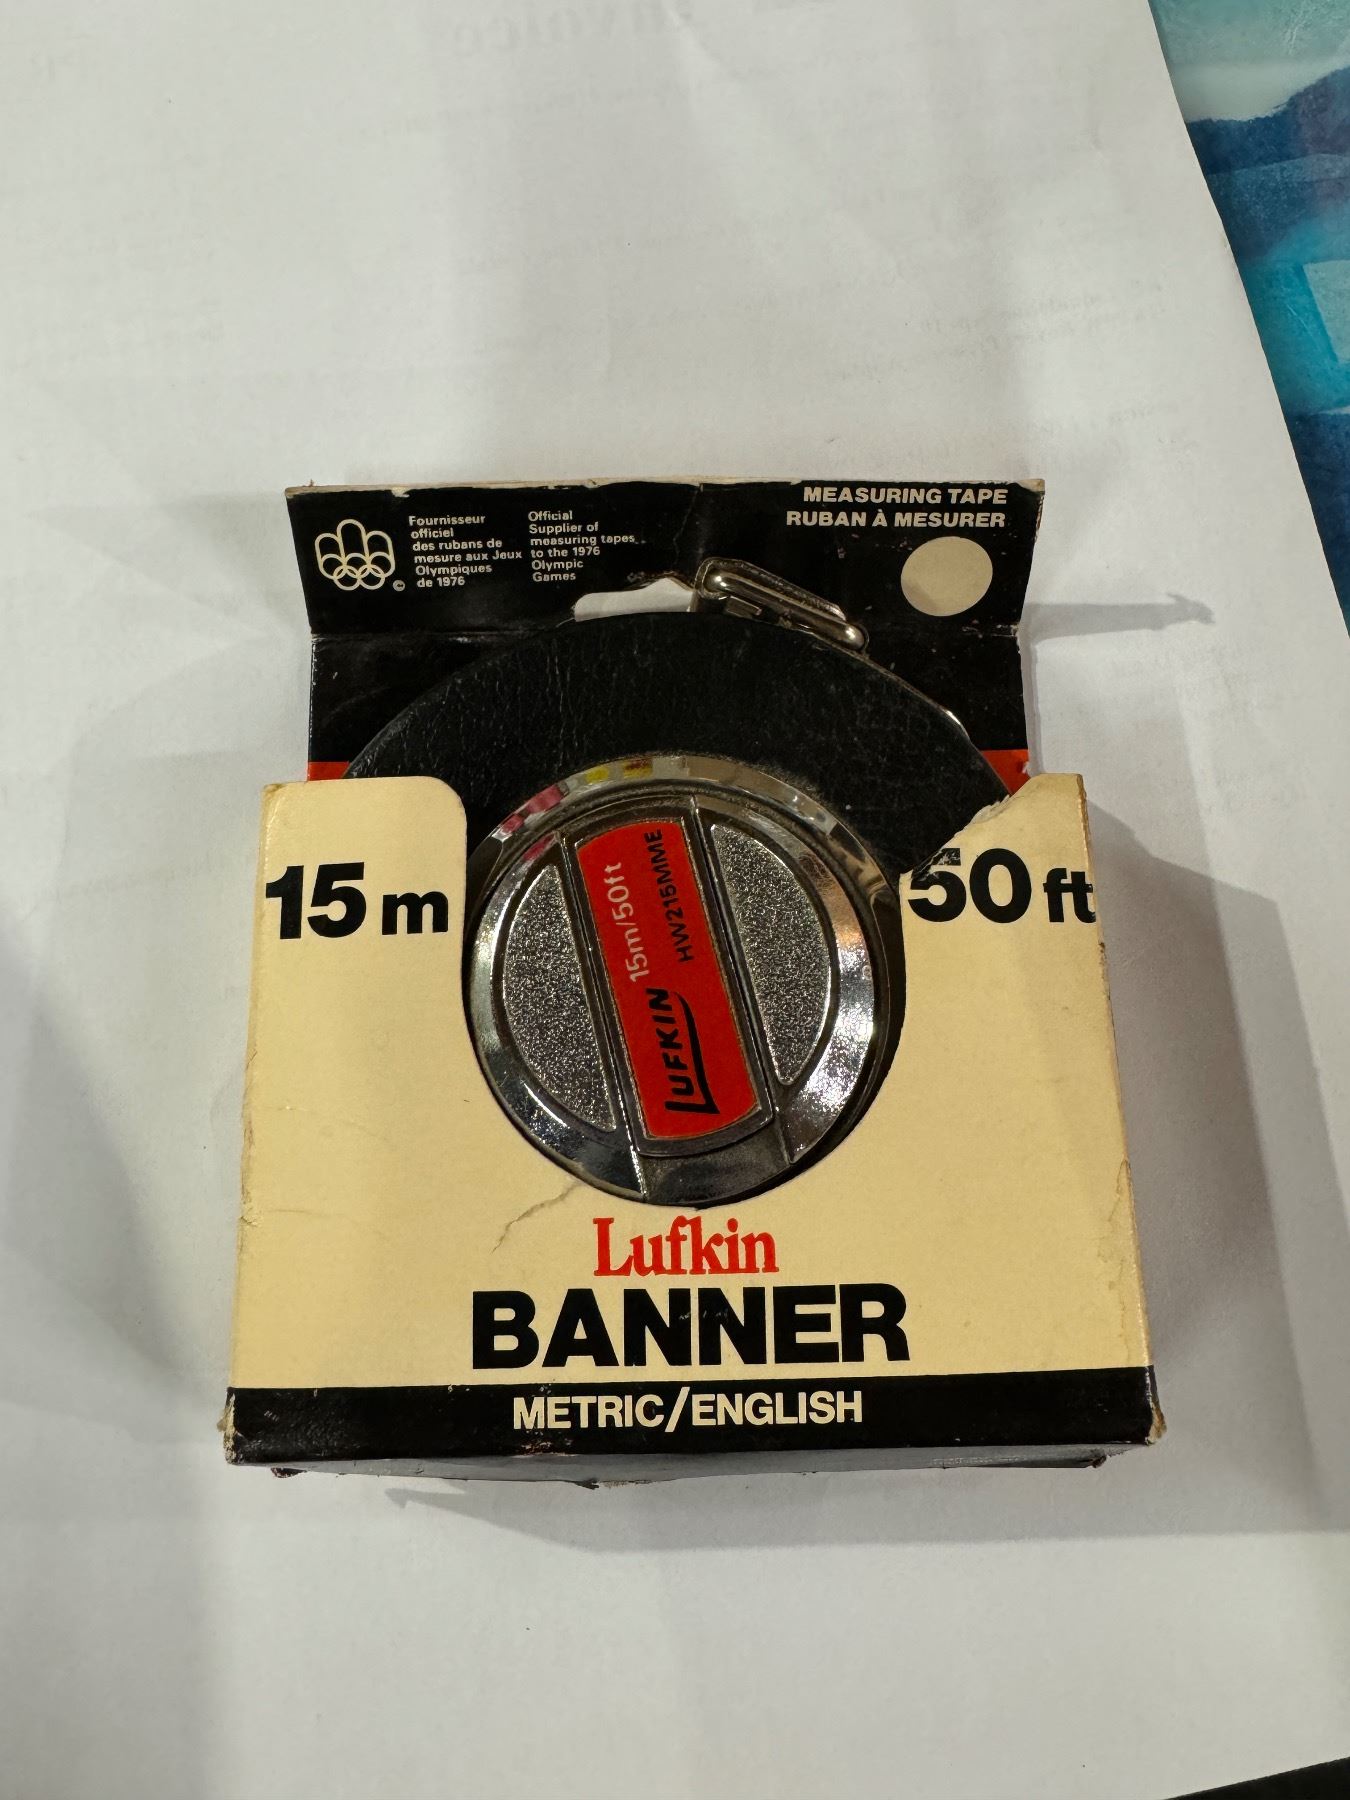 MEASURING TAPE
RUBAN À MESURER
Fournisseur
officiel
des rubans de
mesure aux Jeux
Olympiques
de 1976
©
Official
Supplier of
measuring tapes
to the 1976
Olympic
Games
15 m
50 ft
LUFKIN 15m/50ft
HW215MME
Lufkin
BANNER
METRIC/ENGLISH